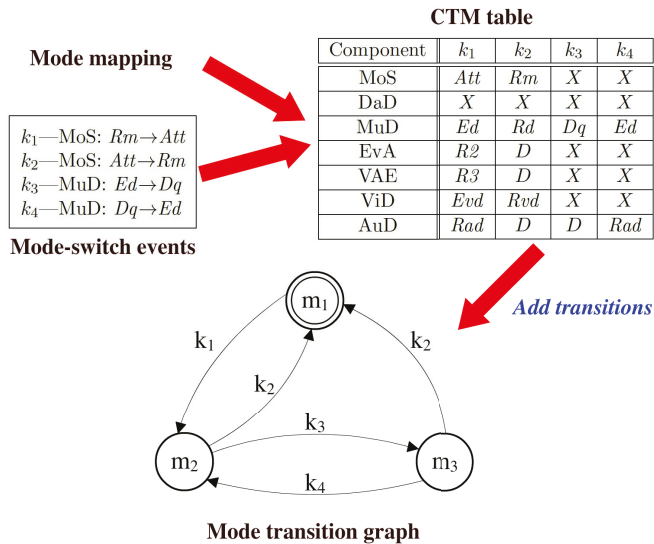 CTM table
Mode mapping
Component k₁ k₂ k₃ k₄
MoS Att Rm X X
DaD X X X X
MuD Ed Rd Dq Ed
EvA R2 D X X
VAE R3 D X X
ViD Evd Rvd X X
AuD Rad D D Rad
k₁—MoS: Rm→Att
k₂—MoS: Att→Rm
k₃—MuD: Ed→Dq
k₄—MuD: Dq→Ed
Mode-switch events
Add transitions
m₁
k₁
k₂
k₂
k₃
m₂
m₃
k₄
Mode transition graph